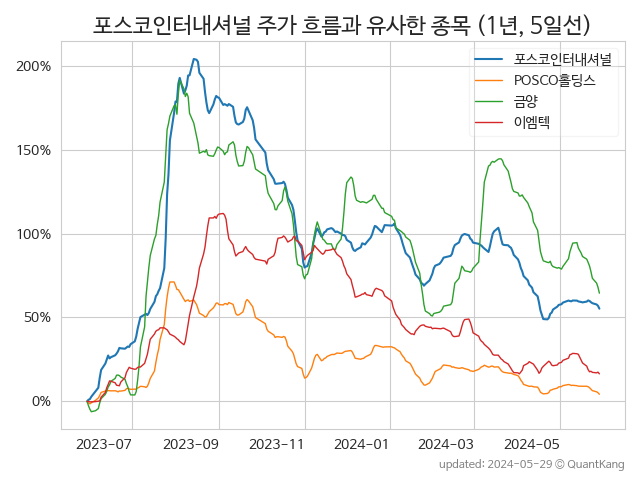 포스코인터내셔널 주가 흐름과 유사한 종목 (1년, 5일선)
포스코인터내셔널
POSCO홀딩스
금양
이엠텍
200%
150%
100%
50%
0%
2023-07 2023-09 2023-11 2024-01 2024-03 2024-05
updated: 2024-05-29 © QuantKang